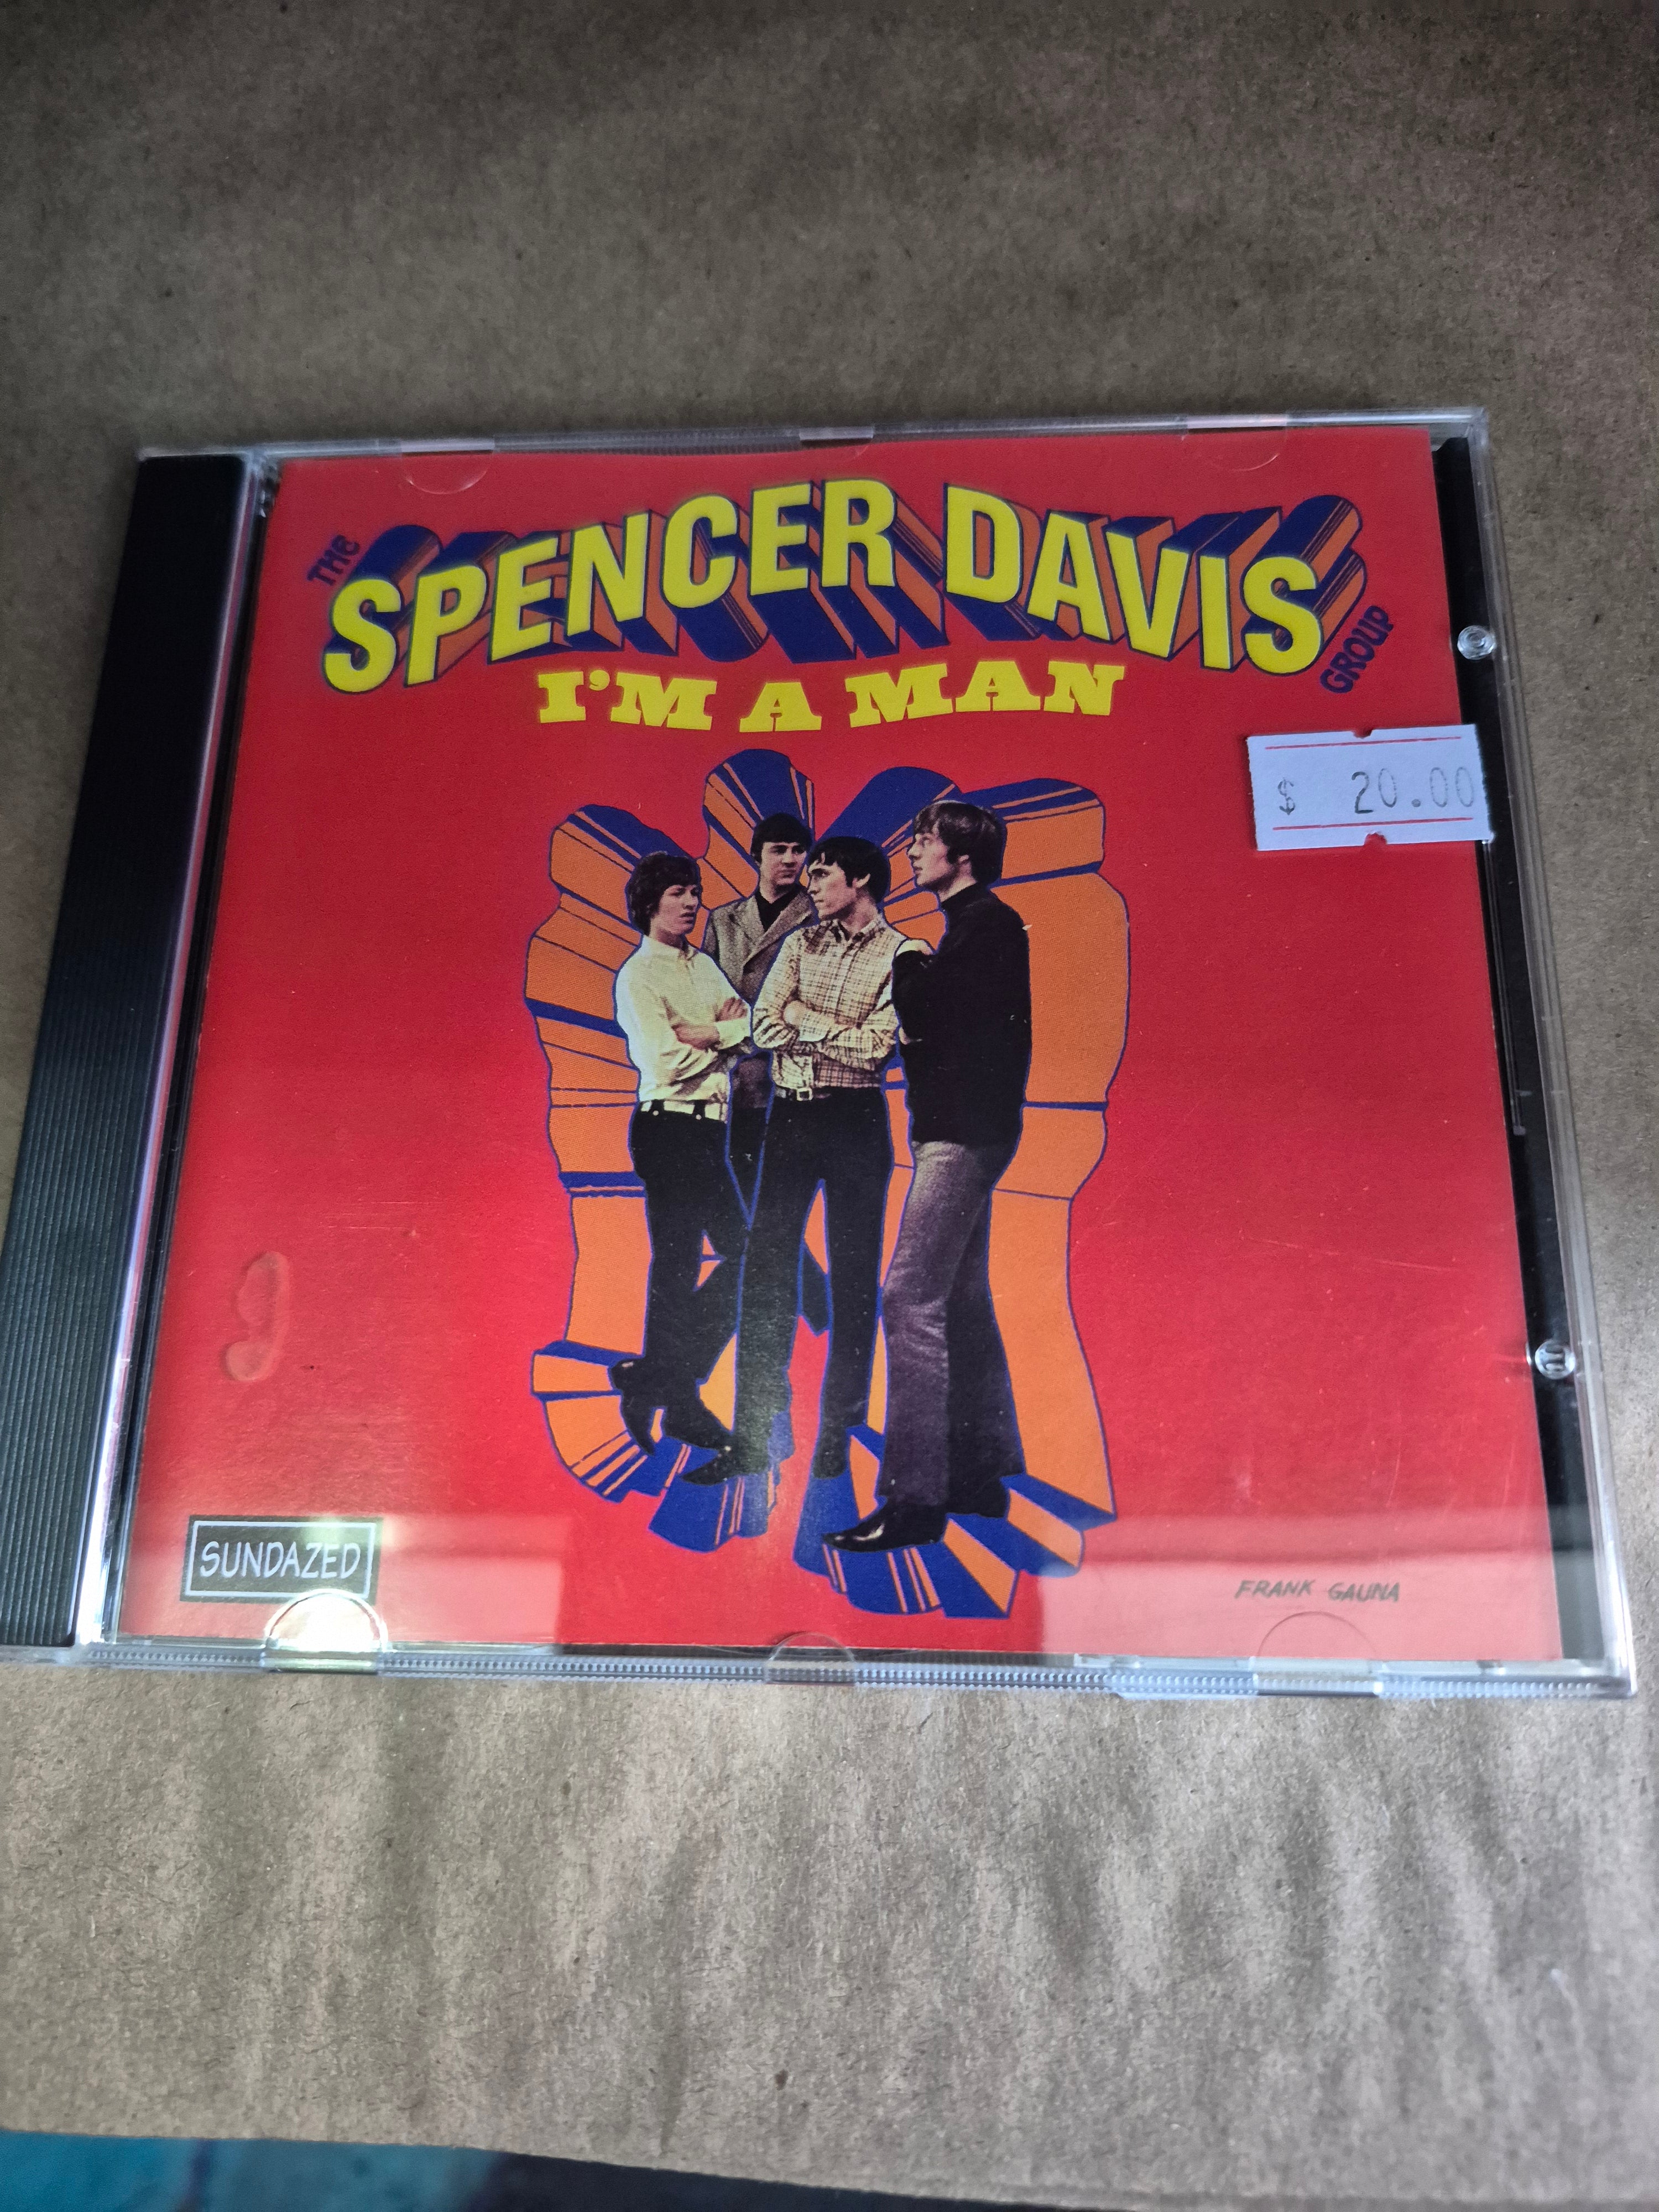 THE
SPENCER DAVIS
GROUP
I'M A MAN
$ 20.00
SUNDAZED
FRANK GAUNA